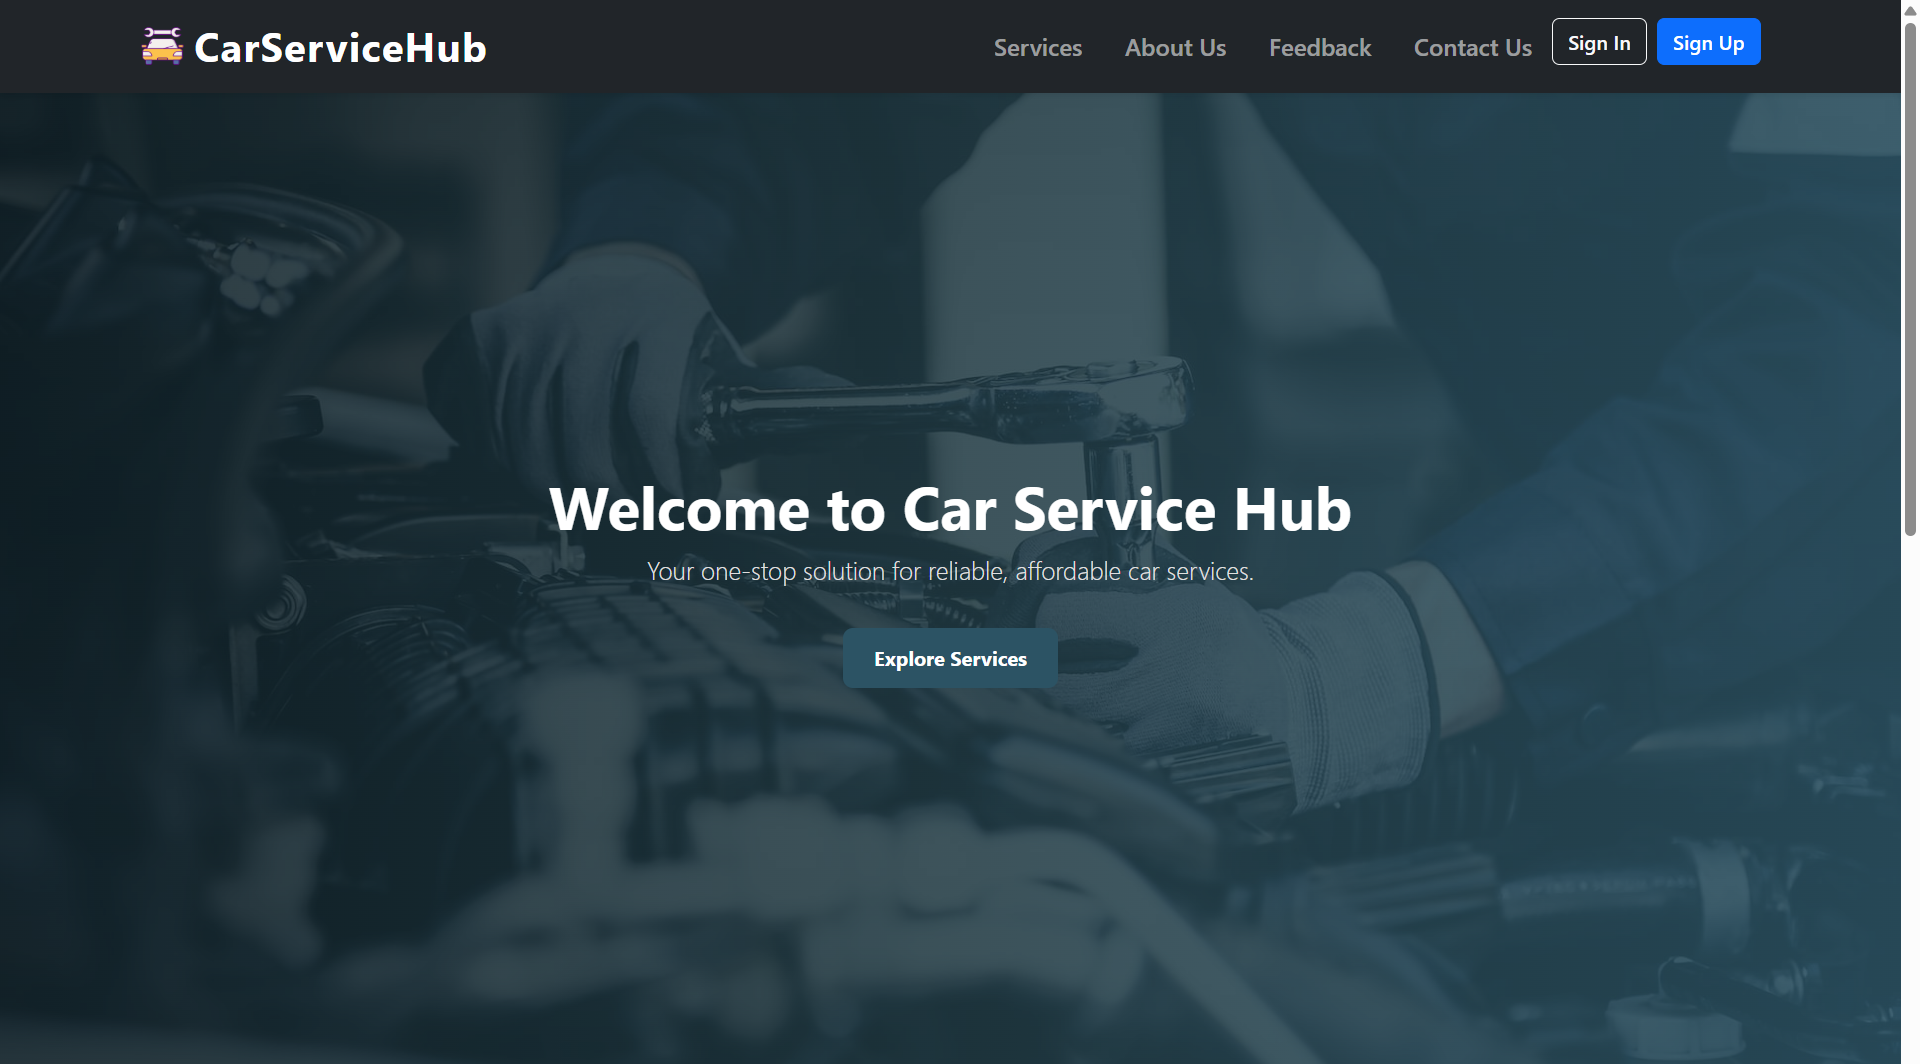 CarServiceHub
Services About Us Feedback Contact Us Sign In Sign Up
Welcome to Car Service Hub
Your one-stop solution for reliable, affordable car services.
Explore Services